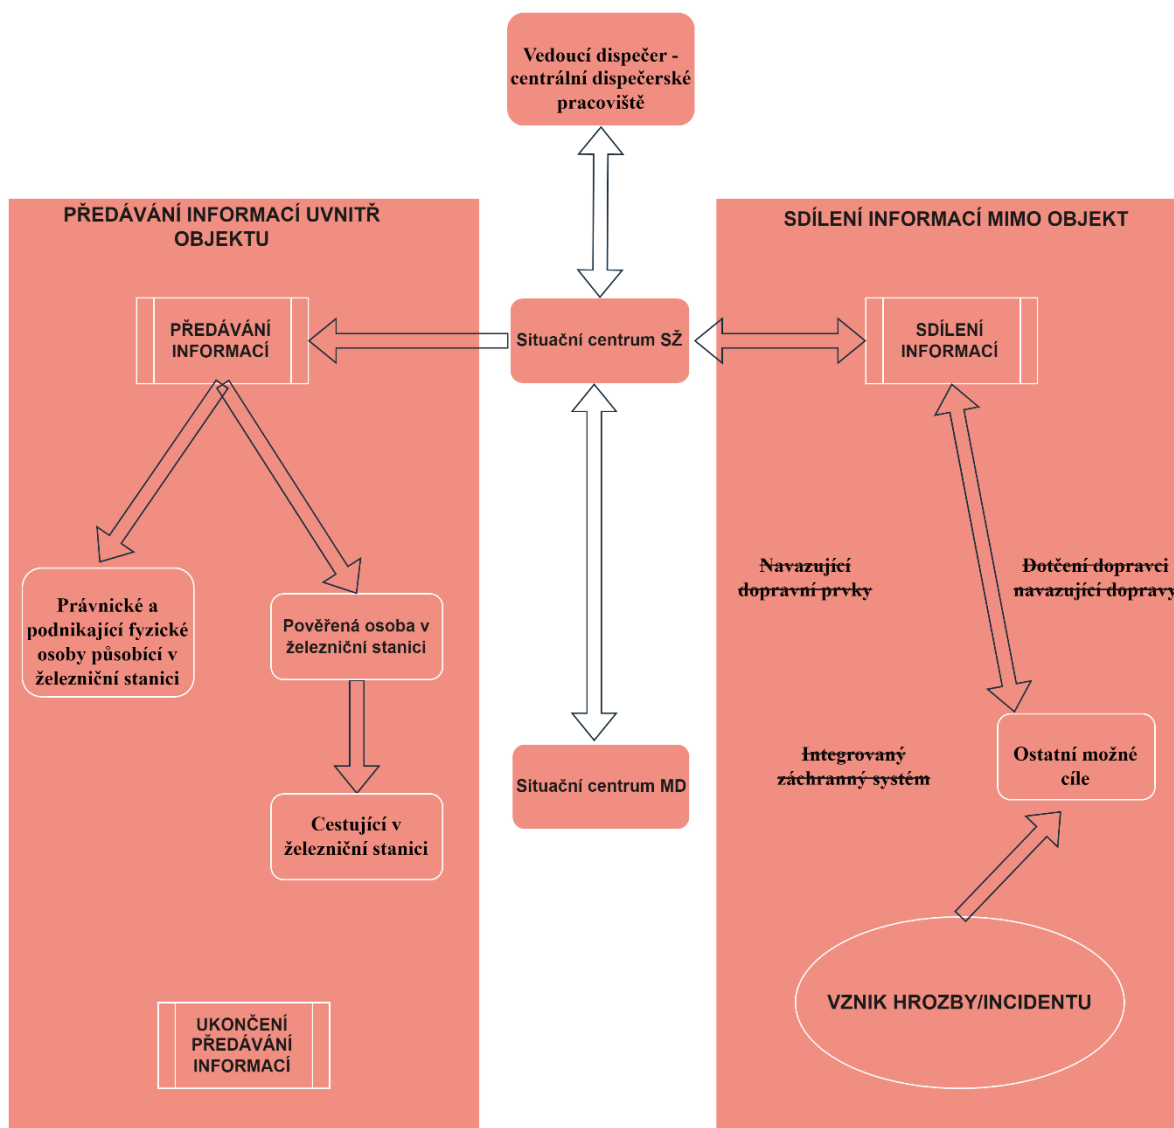 Vedoucí dispečer -
centrální dispečerské
pracoviště
PŘEDÁVÁNÍ INFORMACÍ UVNITŘ
OBJEKTU
SDÍLENÍ INFORMACÍ MIMO OBJEKT
PŘEDÁVÁNÍ
INFORMACÍ
Situační centrum SŽ
SDÍLENÍ
INFORMACÍ
Navazující
dopravní prvky
Dotčení dopravci
navazující dopravy
Právnické a
podnikající fyzické
osoby působící v
železniční stanici
Pověřená osoba v
železniční stanici
Integrovaný
záchranný systém
Ostatní možné
cíle
Situační centrum MD
Cestující v
železniční stanici
VZNIK HROZBY/INCIDENTU
UKONČENÍ
PŘEDÁVÁNÍ
INFORMACÍ